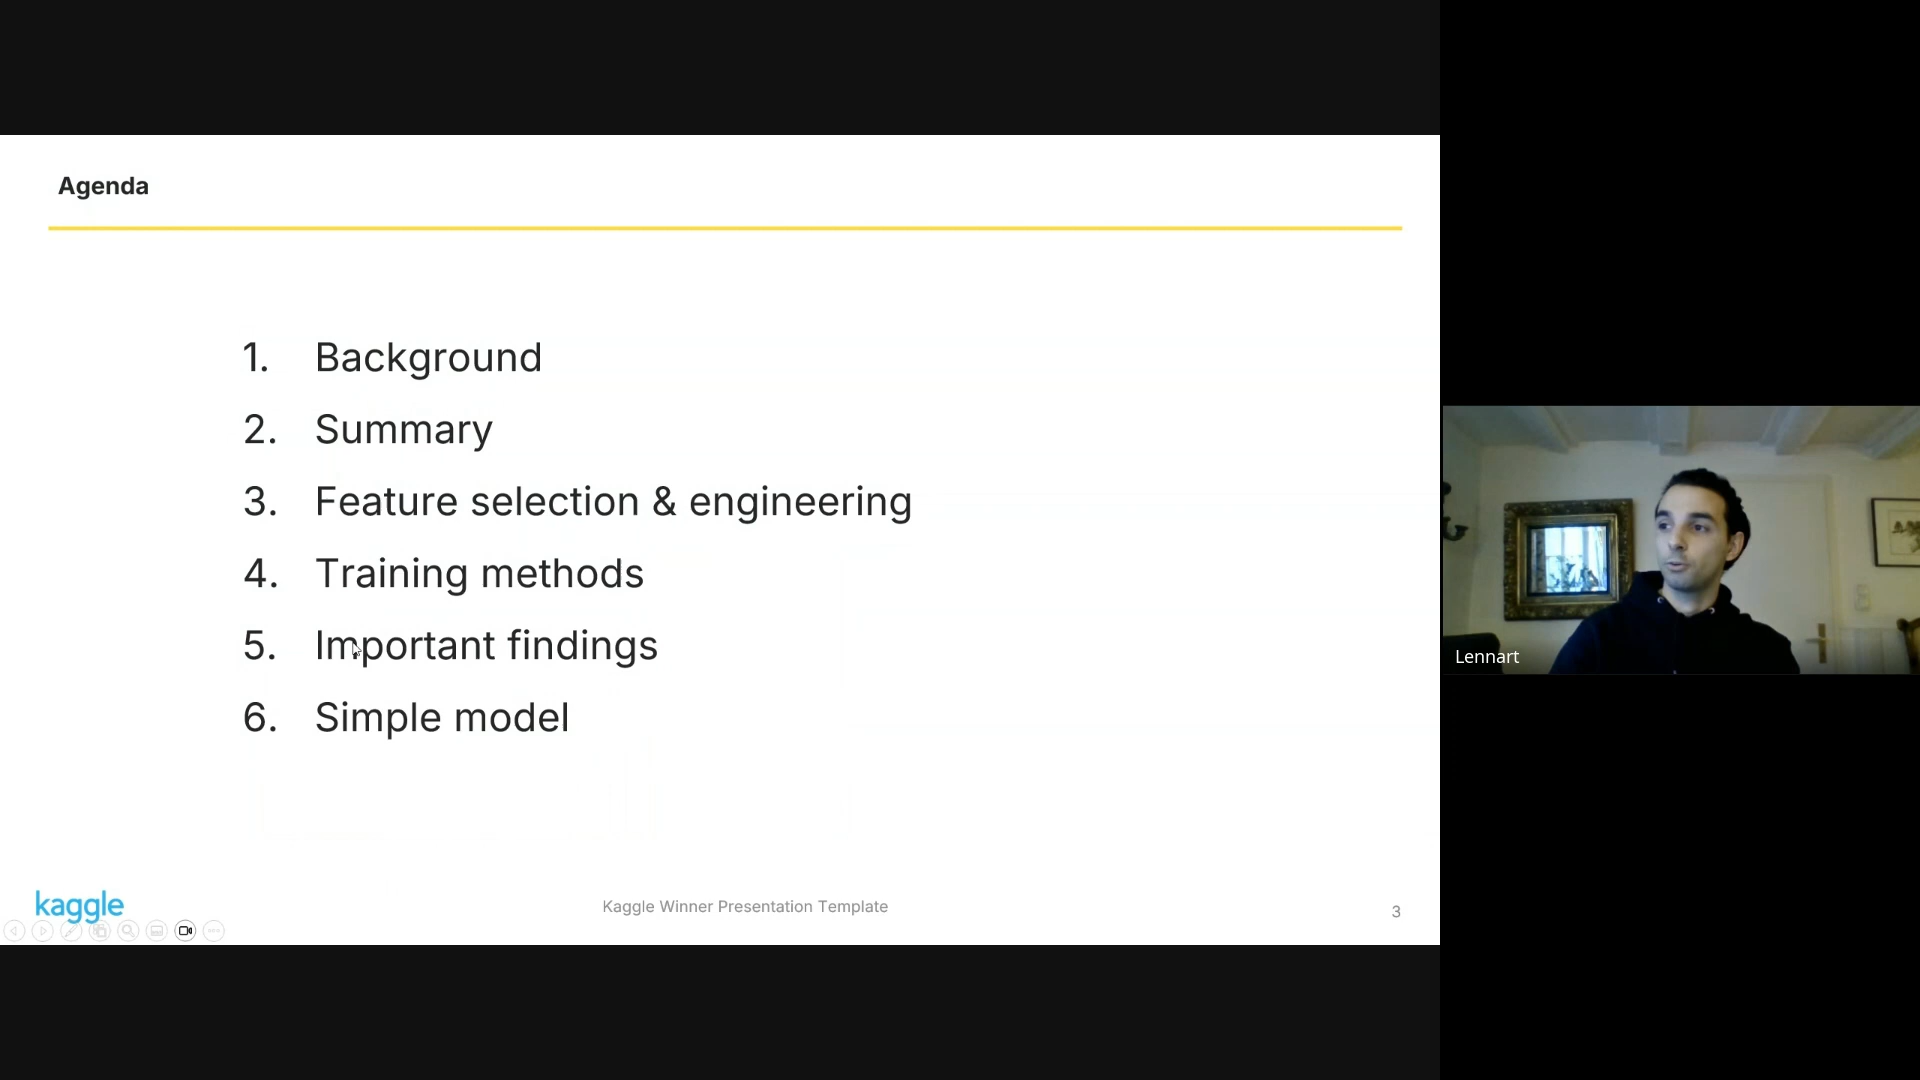 Agenda
1. Background
2. Summary
3. Feature selection & engineering
4. Training methods
5. Important findings
6. Simple model
kaggle
Kaggle Winner Presentation Template
3
Lennart